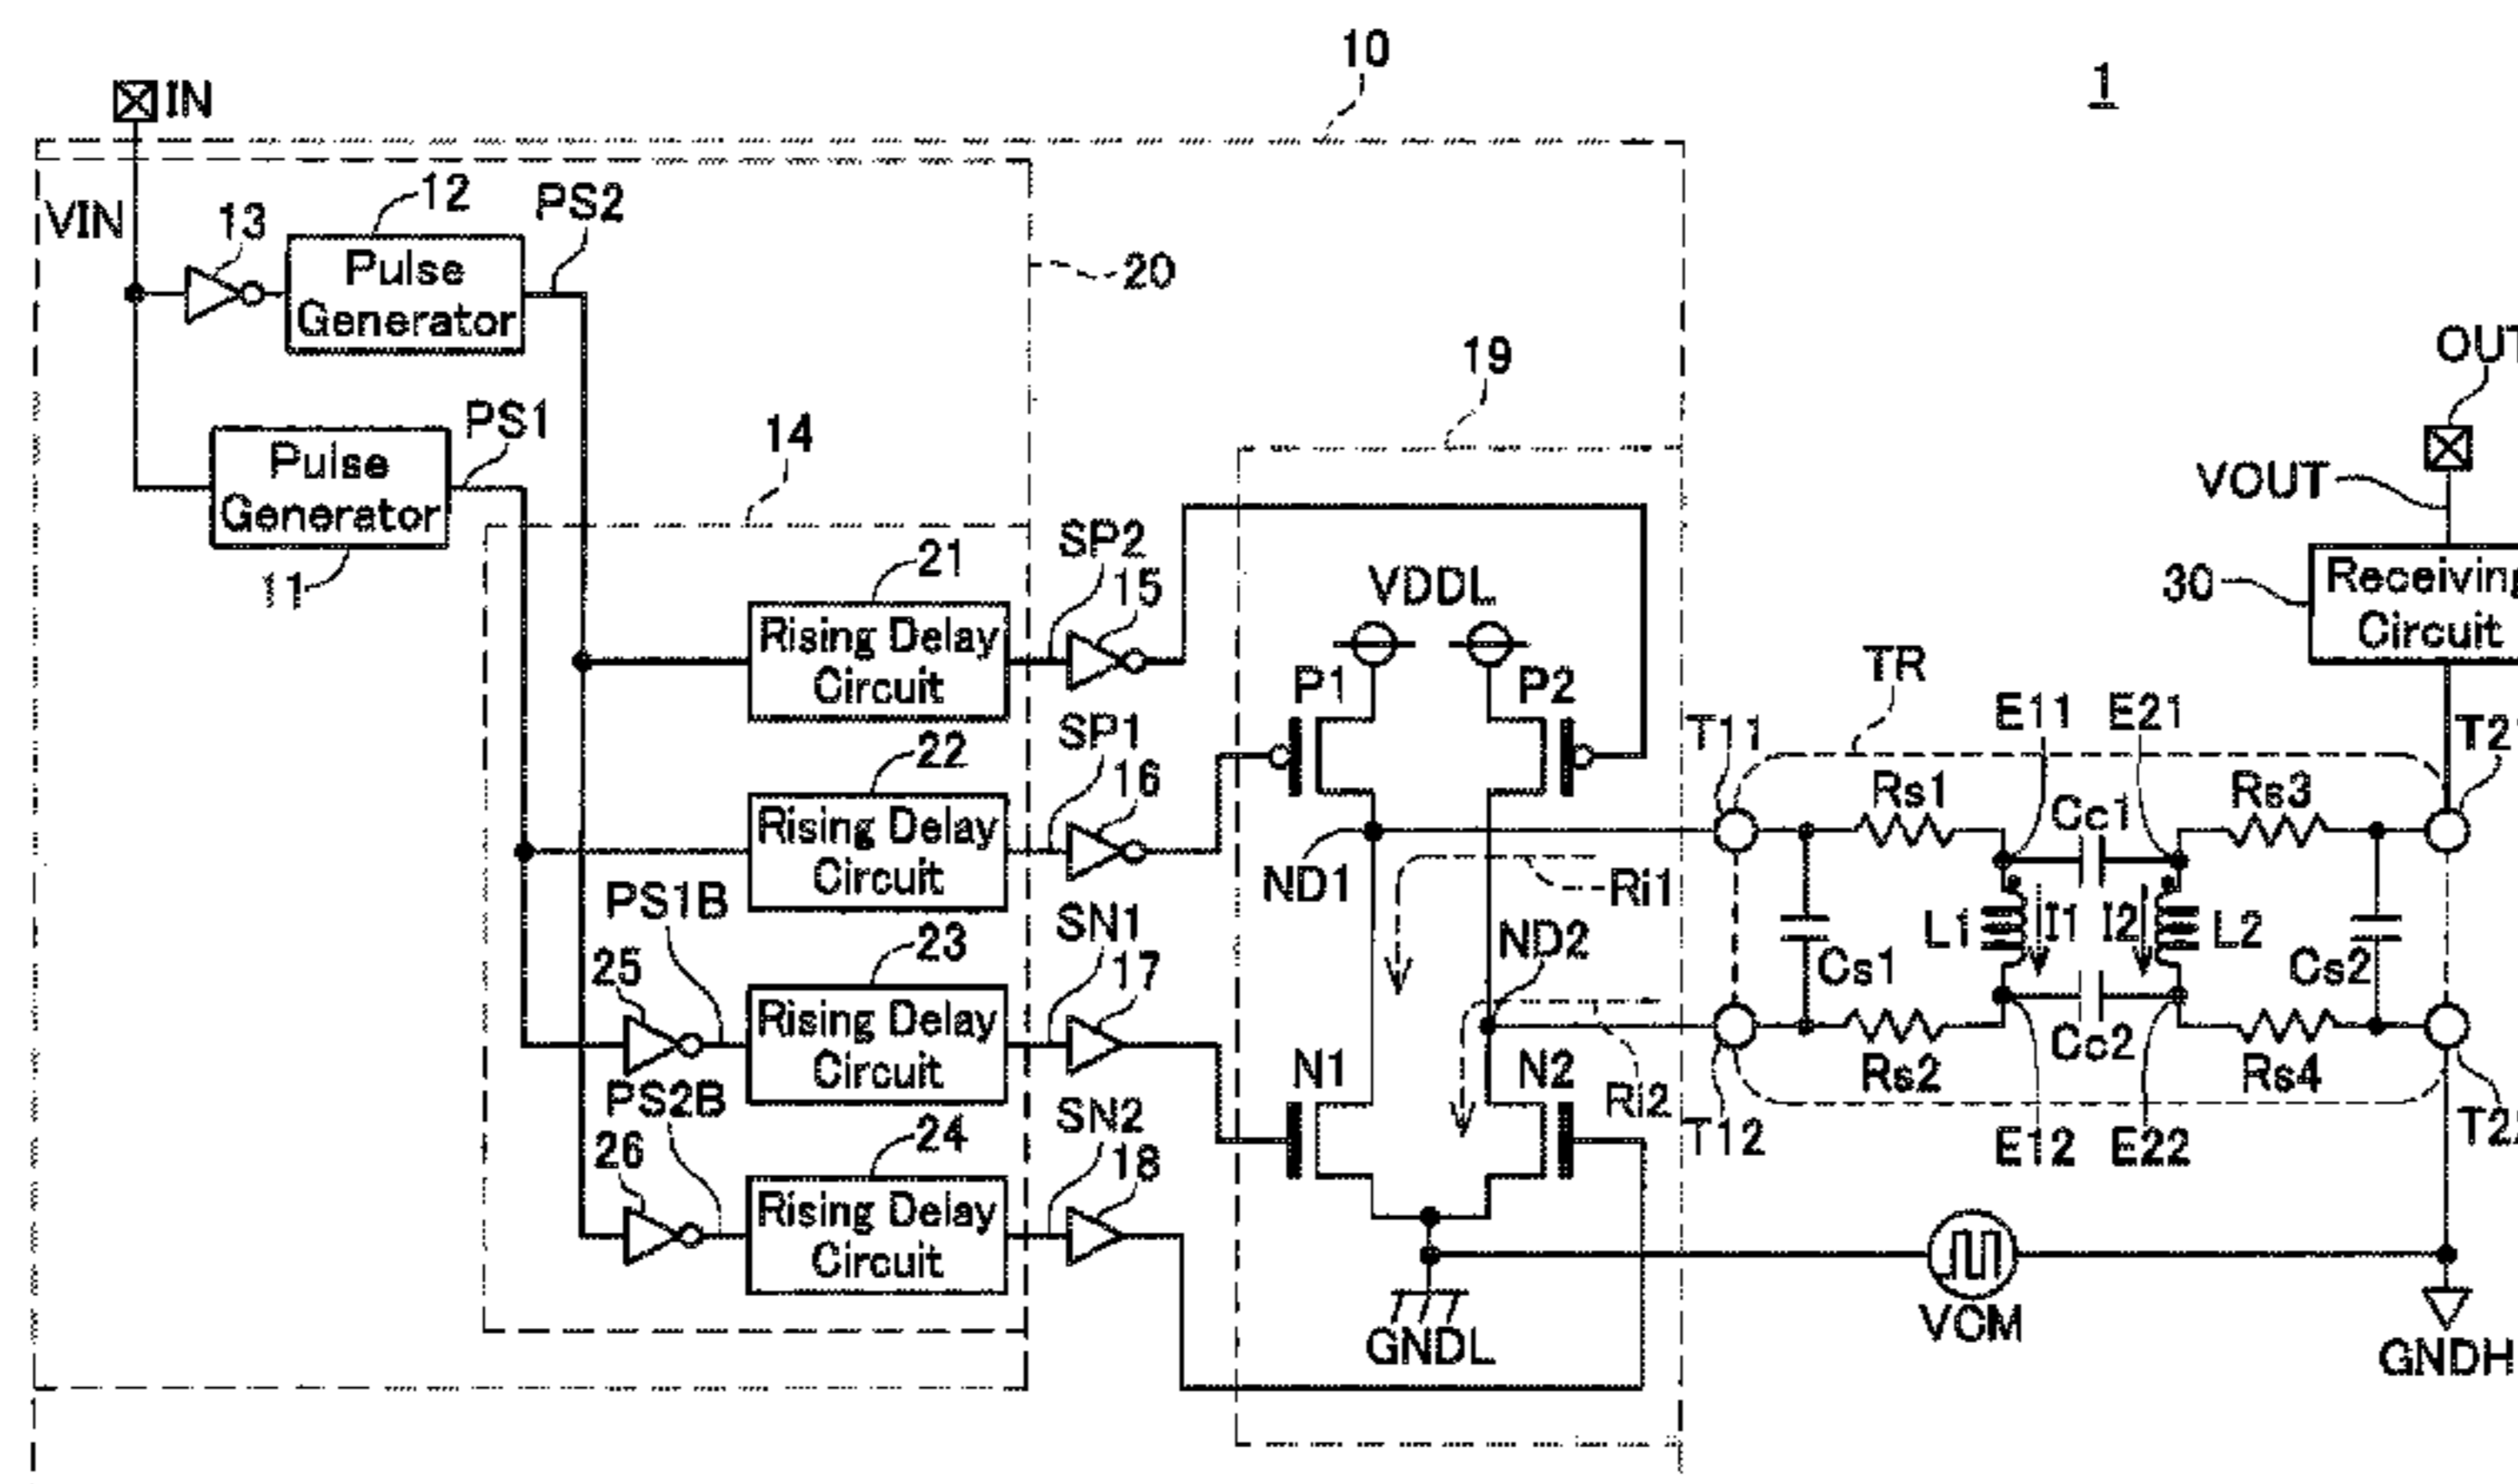 10
1
IN
VIN
13
12
PS2
Pulse
Generator
20
19
OUT
PS1
14
Pulse
Generator
11
VOUT
21
SP2
15
VDDL
30
Receiving
Circuit
Rising Delay
Circuit
P1
P2
TR
22
SP1
16
T11
E11
E21
T2
Rising Delay
Circuit
Rs1
Cc1
Rs3
ND1
Ri1
PS1B
25
23
SN1
17
ND2
L1
I1
I2
L2
Cs1
Cs2
Rising Delay
Circuit
N1
N2
Rs2
Cc2
Rs4
PS2B
26
24
SN2
18
Ri2
T12
E12
E22
T22
Rising Delay
Circuit
GNDL
VCM
GNDH